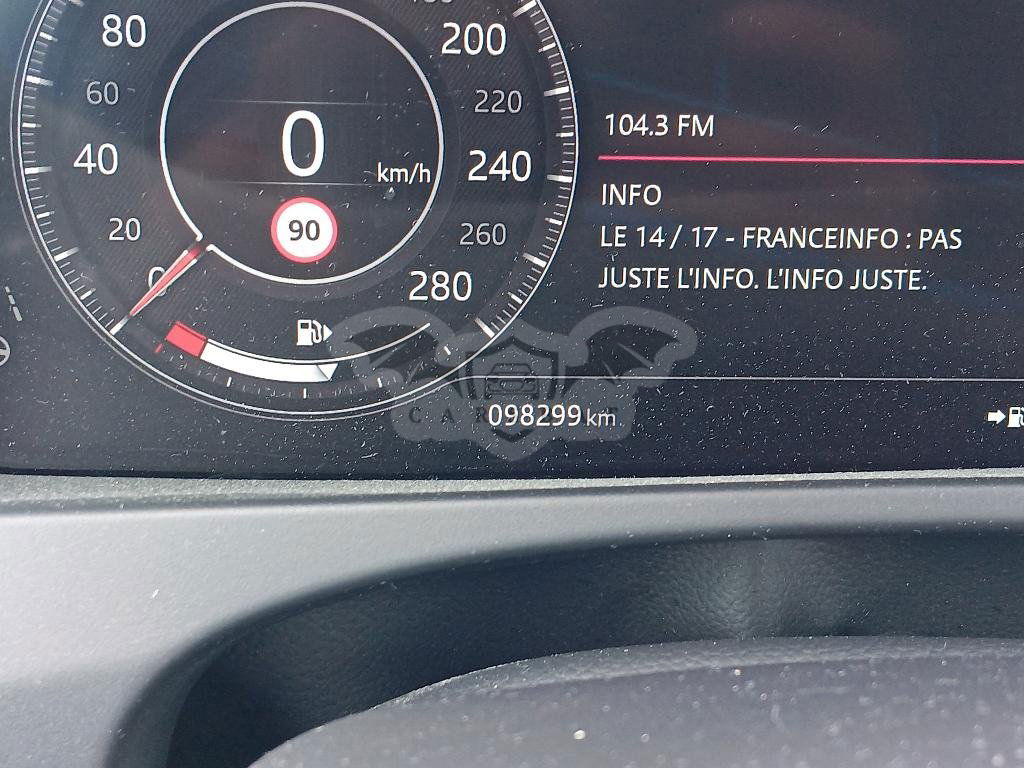 80
60
40
20
0
200
220
240
260
280
0
km/h
90
104.3 FM
INFO
LE 14 / 17 - FRANCEINFO : PAS
JUSTE L'INFO. L'INFO JUSTE.
098299 km